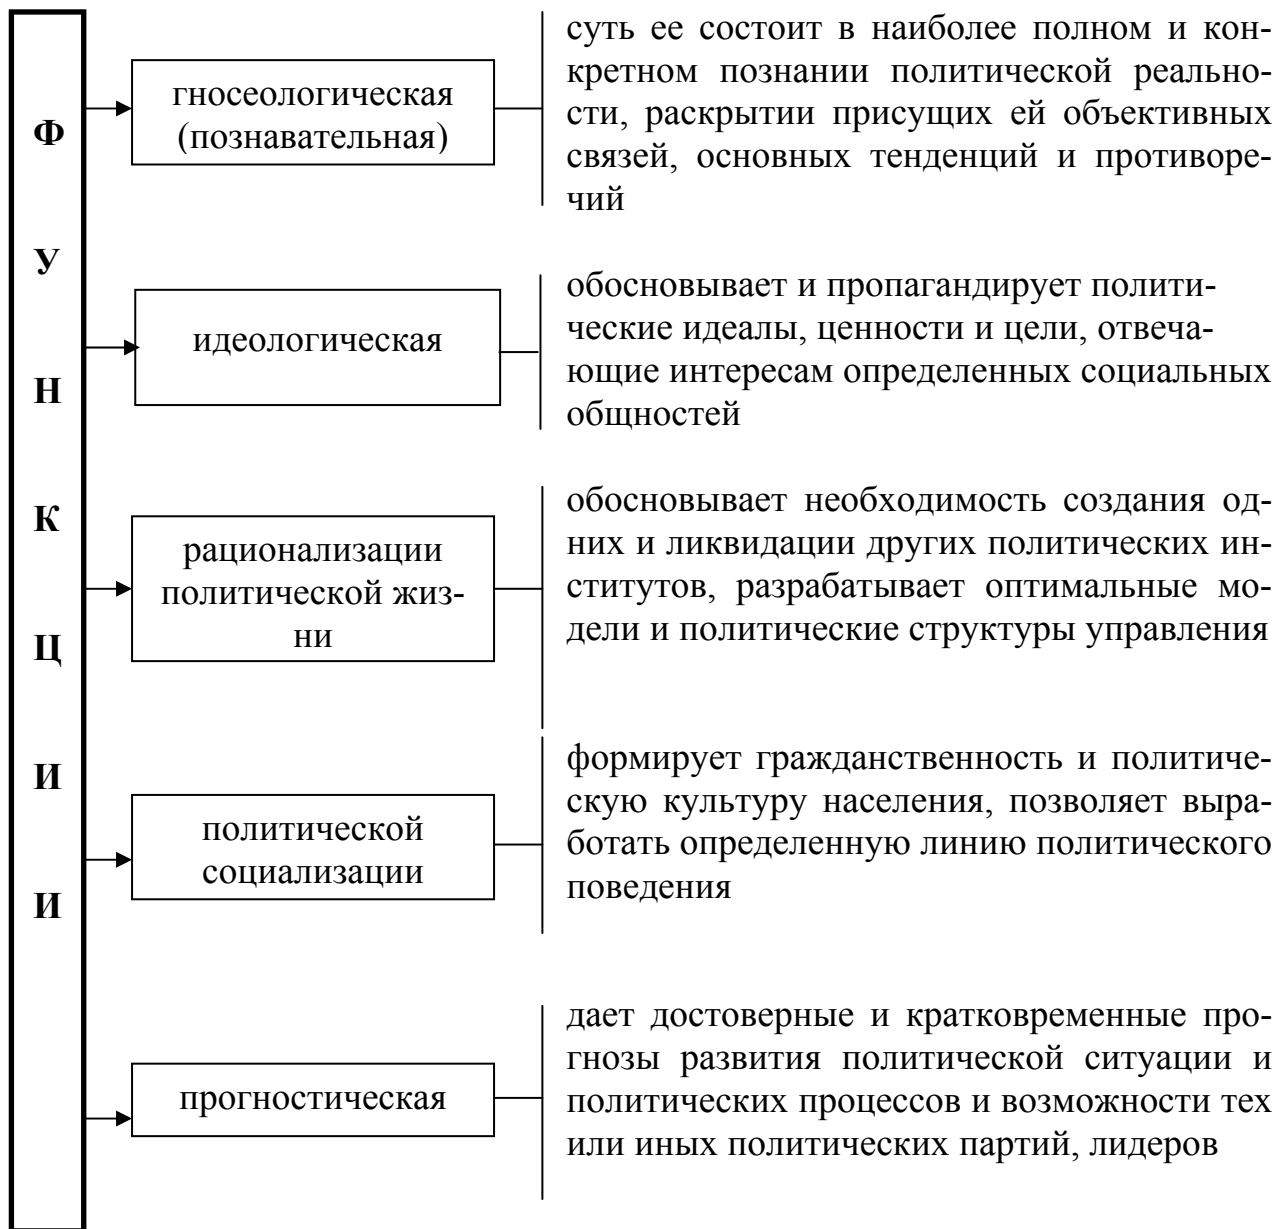 ФУНКЦИИ
гносеологическая
(познавательная)
суть ее состоит в наиболее полном и кон-
кретном познании политической реально-
сти, раскрытии присущих ей объективных
связей, основных тенденций и противоре-
чий
идеологическая
обосновывает и пропагандирует полити-
ческие идеалы, ценности и цели, отвеча-
ющие интересам определенных социальных
общностей
рационализации
политической жиз-
ни
обосновывает необходимость создания од-
них и ликвидации других политических ин-
ститутов, разрабатывает оптимальные мо-
дели и политические структуры управления
политической
социализации
формирует гражданственность и политиче-
скую культуру населения, позволяет выра-
ботать определенную линию политического
поведения
прогностическая
дает достоверные и кратковременные про-
гнозы развития политической ситуации и
политических процессов и возможности тех
или иных политических партий, лидеров